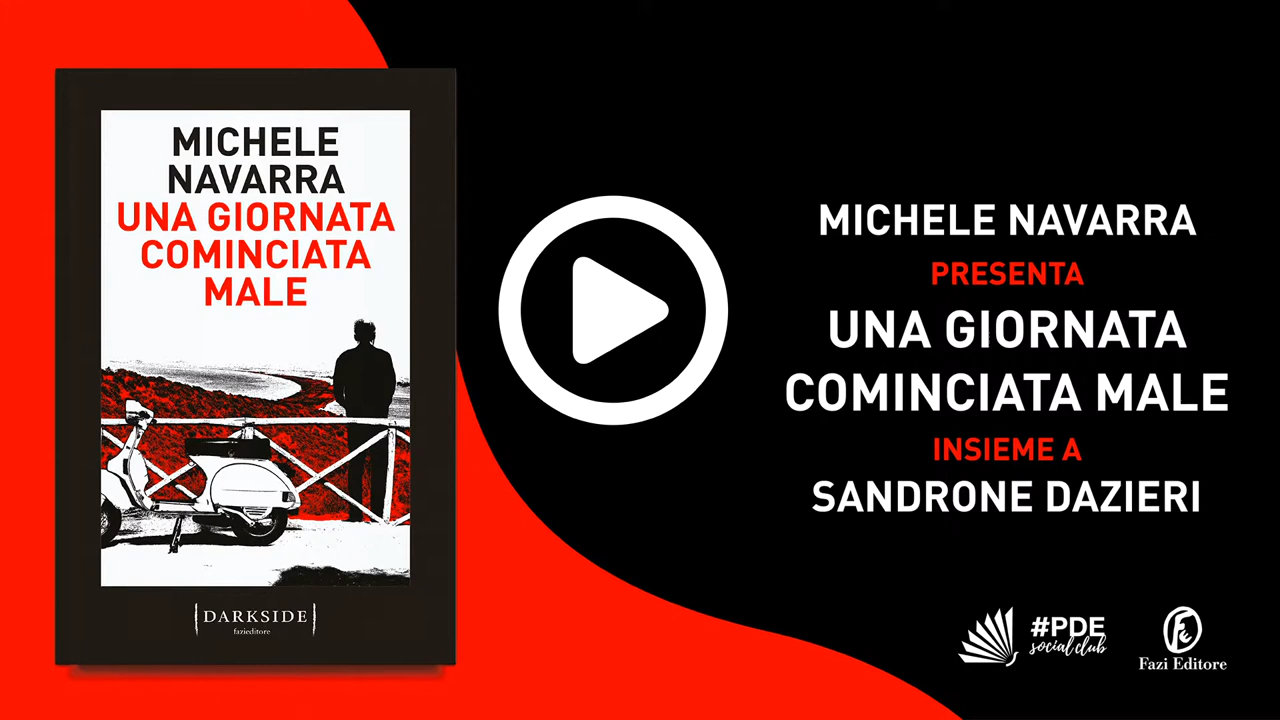 MICHELE
NAVARRA
UNA GIORNATA
COMINCIATA
MALE
DARKSIDE
fazieditore
MICHELE NAVARRA
PRESENTA
UNA GIORNATA
COMINCIATA MALE
INSIEME A
SANDRONE DAZIERI
#PDE
social club
Fazi Editore